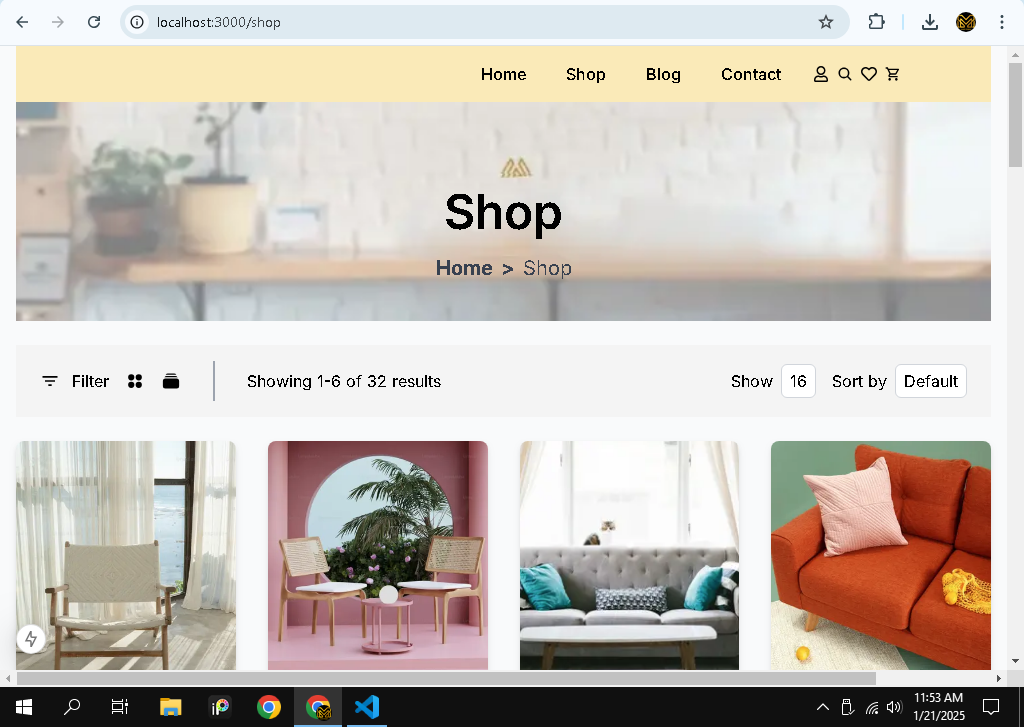 localhost:3000/shop
Home Shop Blog Contact
Shop
Home > Shop
Filter Showing 1-6 of 32 results Show 16 Sort by Default
11:53 AM
1/21/2025